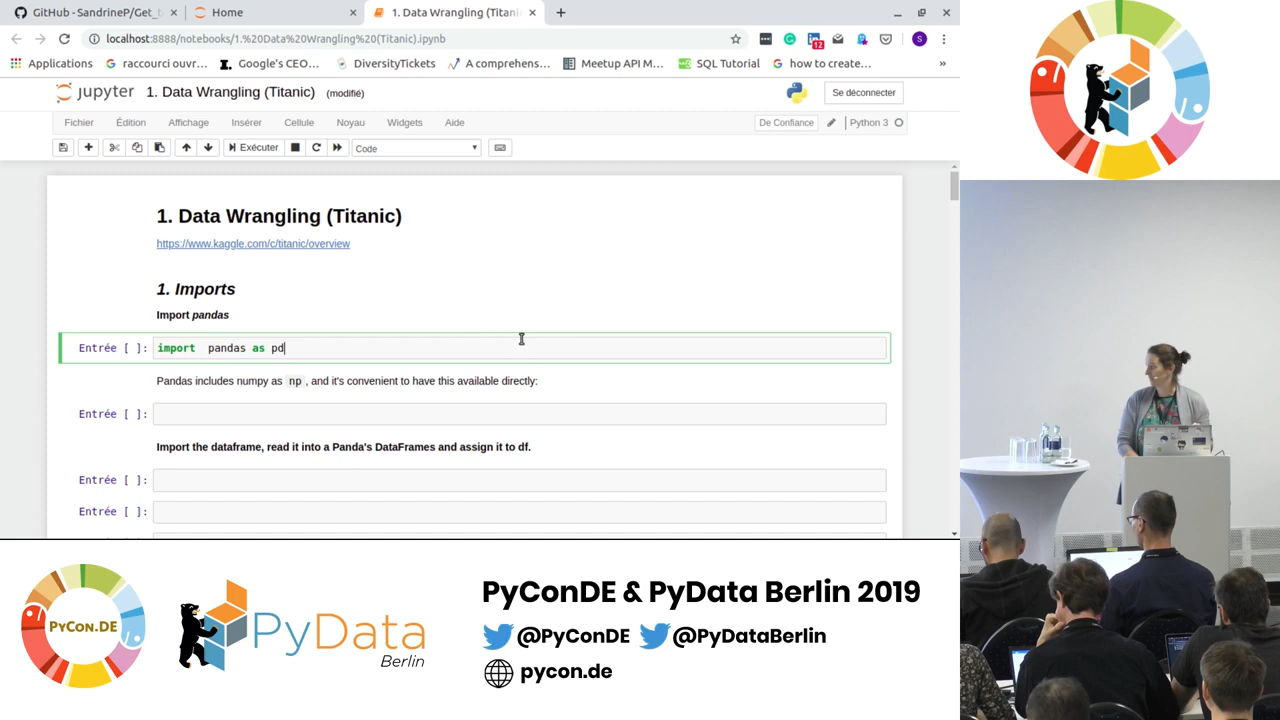 GitHub - SandrineP/Get_t
Home
1. Data Wrangling (Titani
localhost:8888/notebooks/1.%20Data%20Wrangling%20(Titanic).ipynb
12
S
Applications
raccourci ouvr...
Google's CEO...
DiversityTickets
A comprehens...
Meetup API M...
SQL Tutorial
how to create...
»
jupyter 1. Data Wrangling (Titanic) (modifié)
Se déconnecter
Fichier Édition Affichage Insérer Cellule Noyau Widgets Aide
De Confiance
Python 3
Exécuter
Code
1. Data Wrangling (Titanic)
https://www.kaggle.com/c/titanic/overview
1. Imports
Import pandas
Entrée [ ]: import  pandas as pd
Pandas includes numpy as np, and it's convenient to have this available directly:
Entrée [ ]:
Import the dataframe, read it into a Panda's DataFrames and assign it to df.
Entrée [ ]:
Entrée [ ]:
PyCon.DE
PyData
Berlin
PyConDE & PyData Berlin 2019
@PyConDE @PyDataBerlin
pycon.de